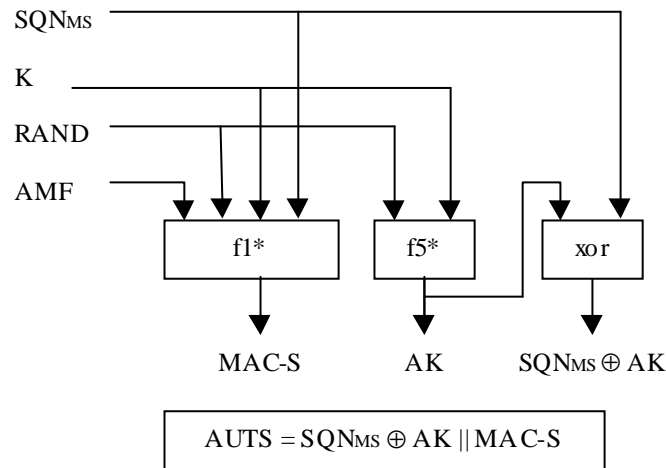 SQNMS
K
RAND
AMF
f1* f5* xor
MAC-S AK SQNMS ⊕ AK
AUTS = SQNMS ⊕ AK || MAC-S